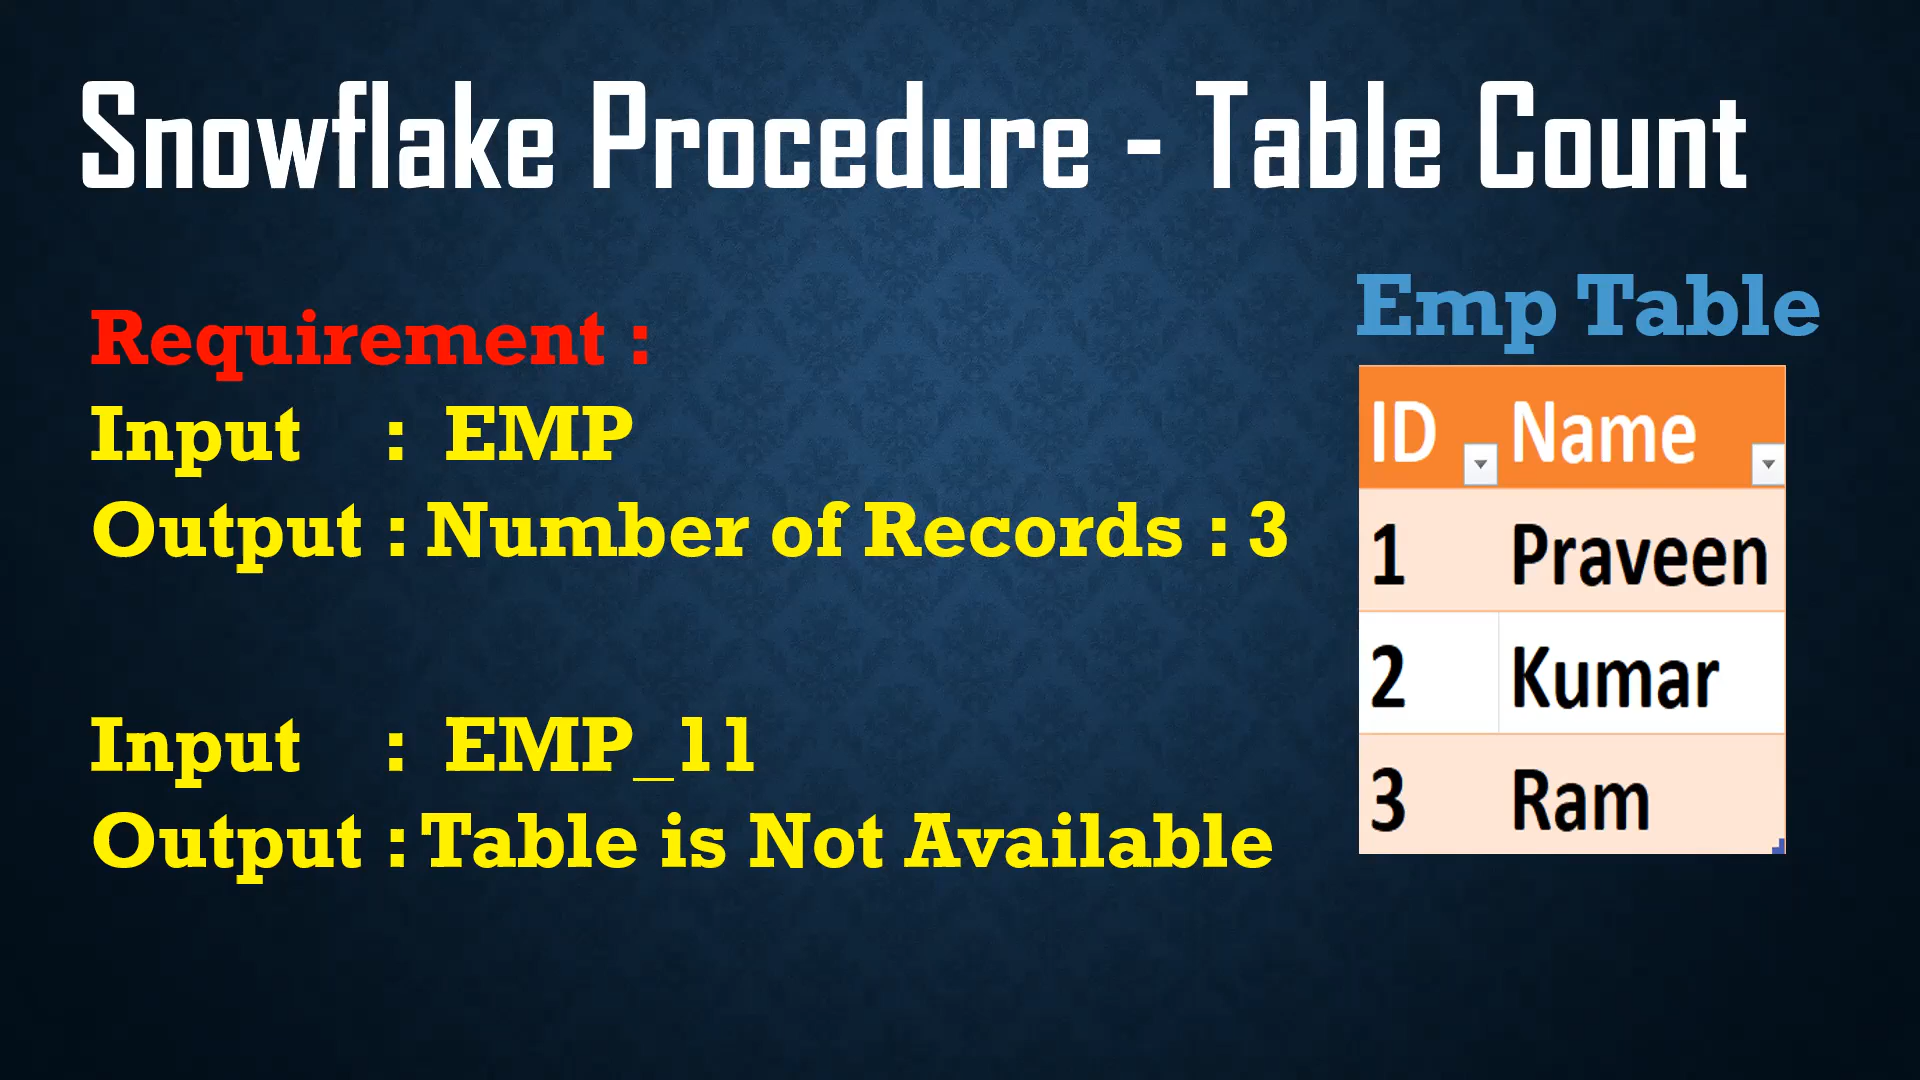 Snowflake Procedure - Table Count
Requirement :
Input : EMP
Output : Number of Records : 3
Input : EMP_11
Output : Table is Not Available
Emp Table
ID Name
1 Praveen
2 Kumar
3 Ram